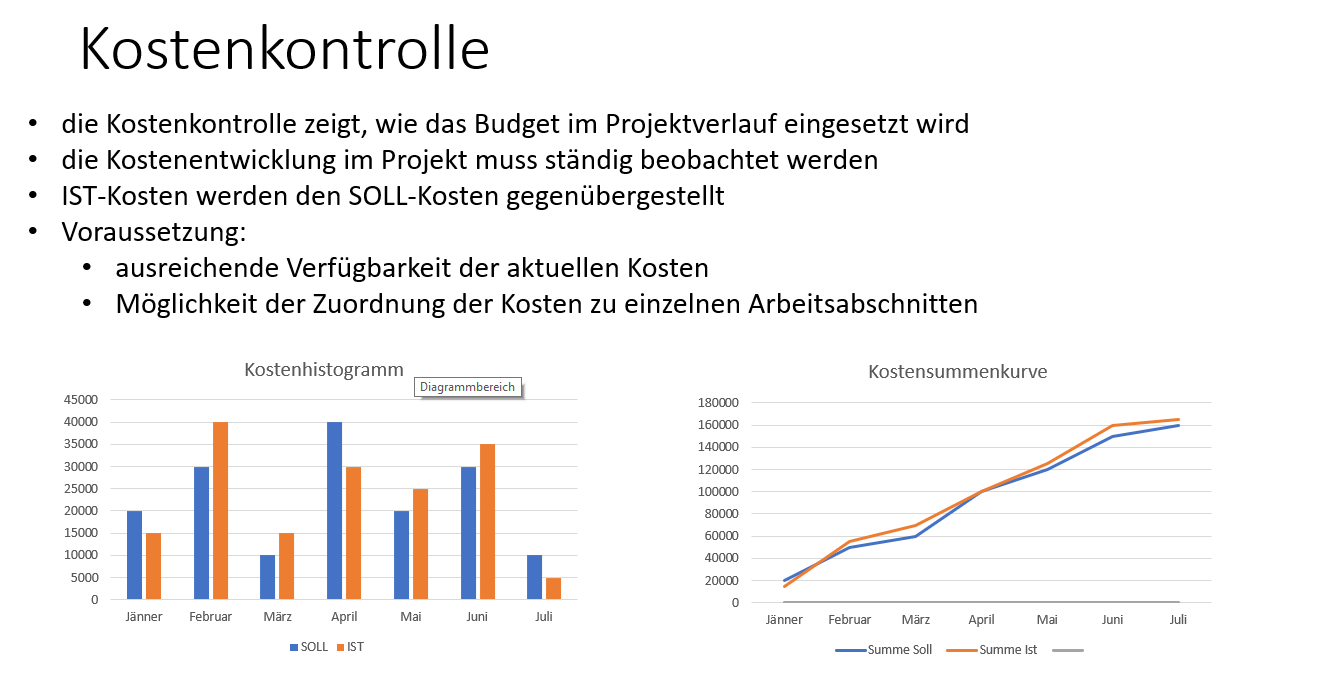 Kostenkontrolle
• die Kostenkontrolle zeigt, wie das Budget im Projektverlauf eingesetzt wird
• die Kostenentwicklung im Projekt muss ständig beobachtet werden
• IST-Kosten werden den SOLL-Kosten gegenübergestellt
• Voraussetzung:
• ausreichende Verfügbarkeit der aktuellen Kosten
• Möglichkeit der Zuordnung der Kosten zu einzelnen Arbeitsabschnitten
Kostenhistogramm
Diagrammbereich
45000
40000
35000
30000
25000
20000
15000
10000
5000
0
Jänner Februar März April Mai Juni Juli
SOLL IST
Kostensummenkurve
180000
160000
140000
120000
100000
80000
60000
40000
20000
0
Jänner Februar März April Mai Juni Juli
Summe Soll Summe Ist